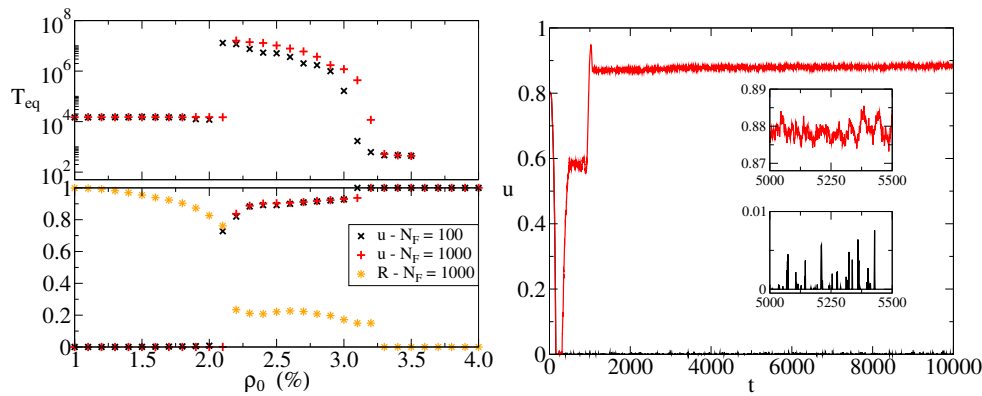 10^8
10^6
T_eq
10^4
10^2
1
0.8
0.6
0.4
0.2
0
u - N_F = 100
u - N_F = 1000
R - N_F = 1000
1 1.5 2.0 2.5 3.0 3.5 4.0
ρ_0 (%)
1
0.8
0.6
u
0.4
0.2
0
0.89
0.88
0.87
5000 5250 5500
0.01
0
5000 5250 5500
0 2000 4000 6000 8000 10000
t